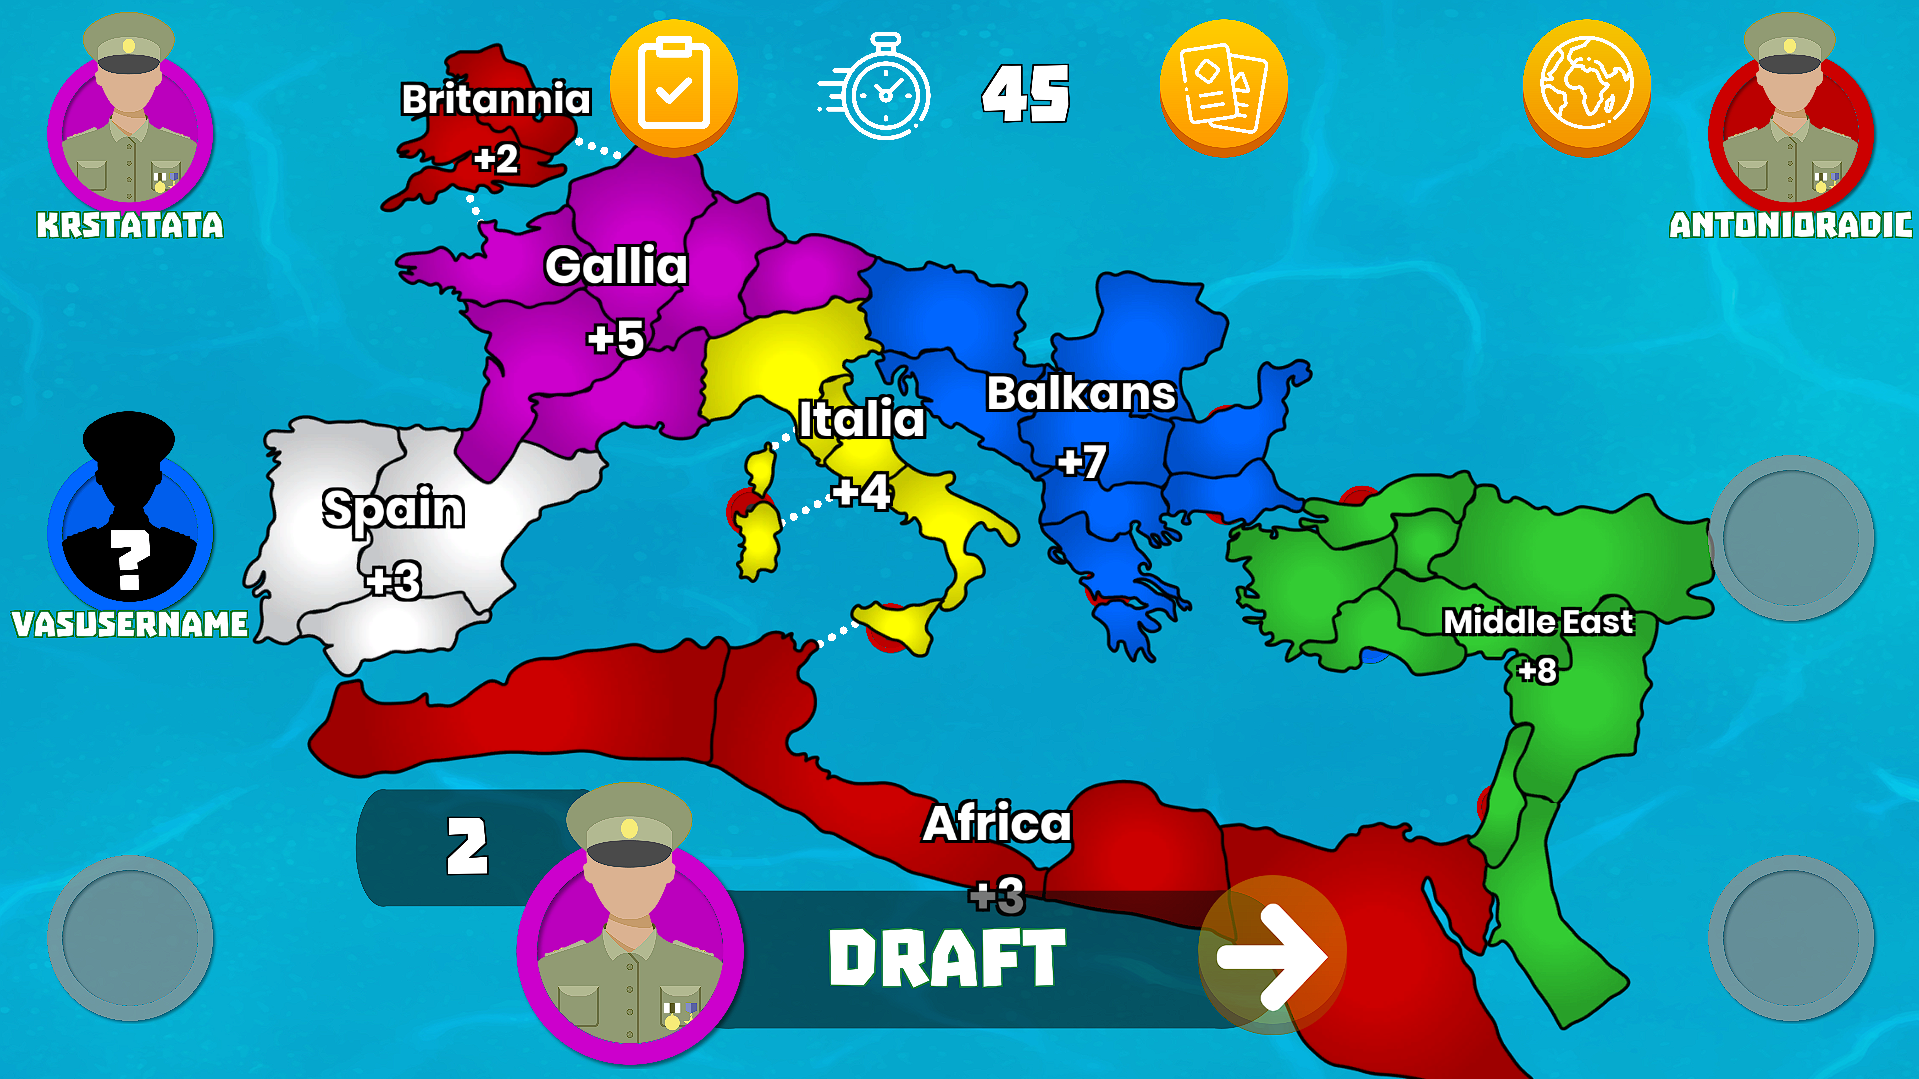 45
KRSTATATA
ANTONIORADIC
Britannia
+2
Gallia
+5
Balkans
+7
Italia
+4
Spain
+3
?
VASUSERNAME
Middle East
+8
Africa
+3
2
DRAFT